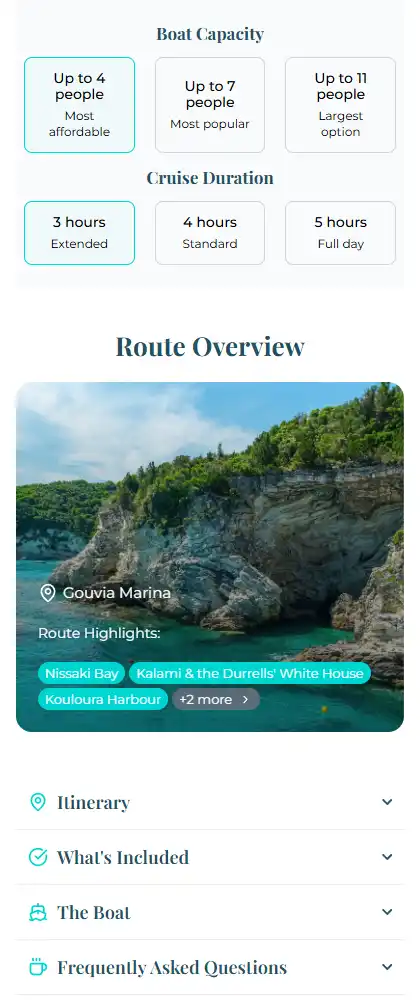 Boat Capacity
Up to 4
people
Most
affordable
Up to 7
people
Most popular
Up to 11
people
Largest
option
Cruise Duration
3 hours
Extended
4 hours
Standard
5 hours
Full day
Route Overview
Gouvia Marina
Route Highlights:
Nissaki Bay
Kalami & the Durrells' White House
Kouloura Harbour
+2 more
Itinerary
What's Included
The Boat
Frequently Asked Questions